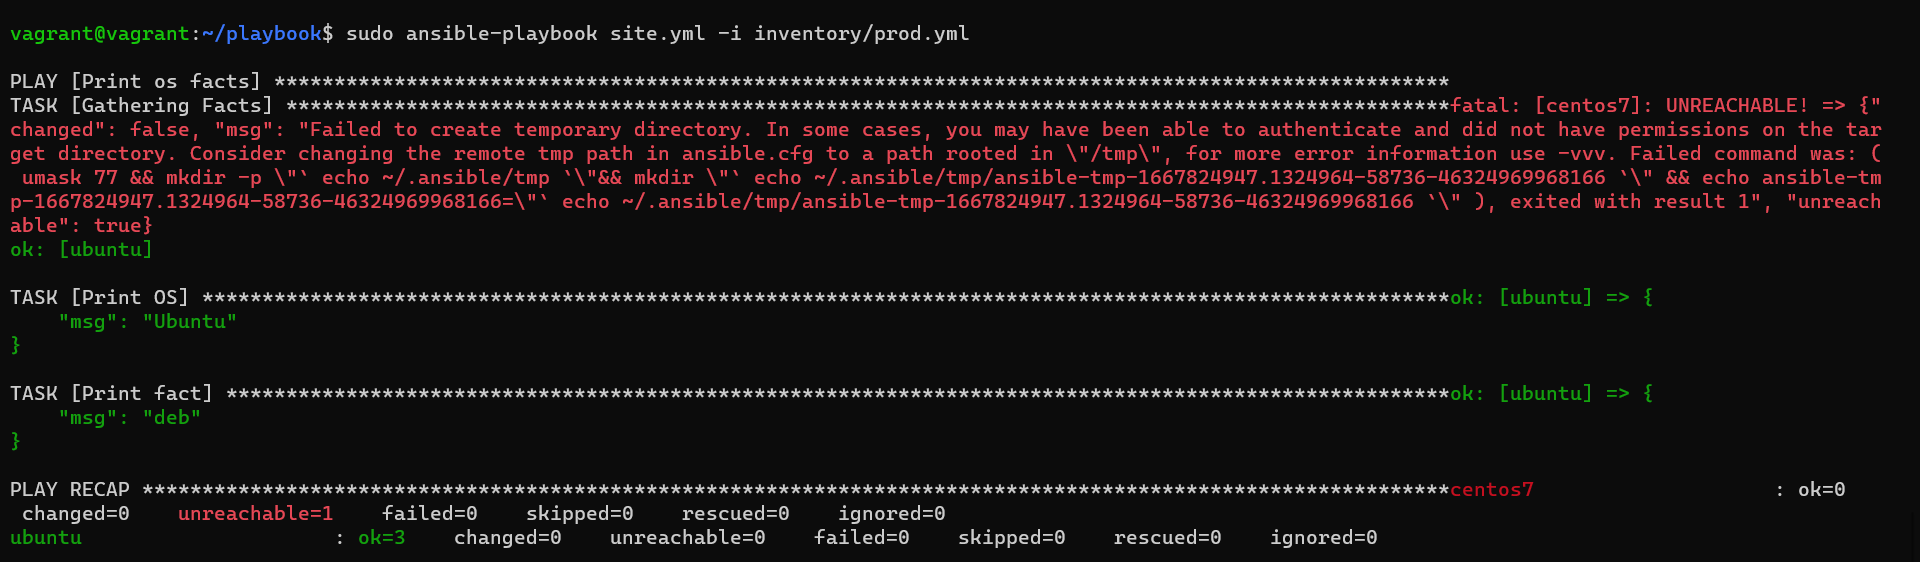 vagrant@vagrant:~/playbook$ sudo ansible-playbook site.yml -i inventory/prod.yml
PLAY [Print os facts] **************************************************************************************************
TASK [Gathering Facts] *************************************************************************************************fatal: [centos7]: UNREACHABLE! => {"
changed": false, "msg": "Failed to create temporary directory. In some cases, you may have been able to authenticate and did not have permissions on the tar
get directory. Consider changing the remote tmp path in ansible.cfg to a path rooted in \"/tmp\", for more error information use -vvv. Failed command was: (
 umask 77 && mkdir -p \"` echo ~/.ansible/tmp `\"&& mkdir \"` echo ~/.ansible/tmp/ansible-tmp-1667824947.1324964-58736-46324969968166 `\" && echo ansible-tm
p-1667824947.1324964-58736-46324969968166=\"` echo ~/.ansible/tmp/ansible-tmp-1667824947.1324964-58736-46324969968166 `\" ), exited with result 1", "unreach
able": true}
ok: [ubuntu]
TASK [Print OS] ********************************************************************************************************ok: [ubuntu] => {
    "msg": "Ubuntu"
}
TASK [Print fact] ******************************************************************************************************ok: [ubuntu] => {
    "msg": "deb"
}
PLAY RECAP *************************************************************************************************************centos7                    : ok=0
 changed=0    unreachable=1    failed=0    skipped=0    rescued=0    ignored=0
ubuntu                     : ok=3    changed=0    unreachable=0    failed=0    skipped=0    rescued=0    ignored=0